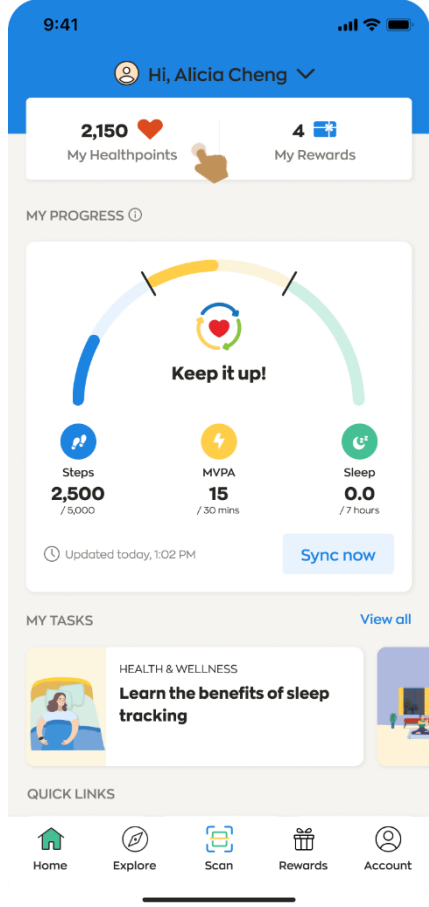 9:41
Hi, Alicia Cheng
2,150
My Healthpoints
4
My Rewards
MY PROGRESS
Keep it up!
Steps
2,500
/ 5,000
MVPA
15
/ 30 mins
Sleep
0.0
/ 7 hours
Updated today, 1:02 PM
Sync now
MY TASKS
View all
HEALTH & WELLNESS
Learn the benefits of sleep
tracking
QUICK LINKS
Home
Explore
Scan
Rewards
Account